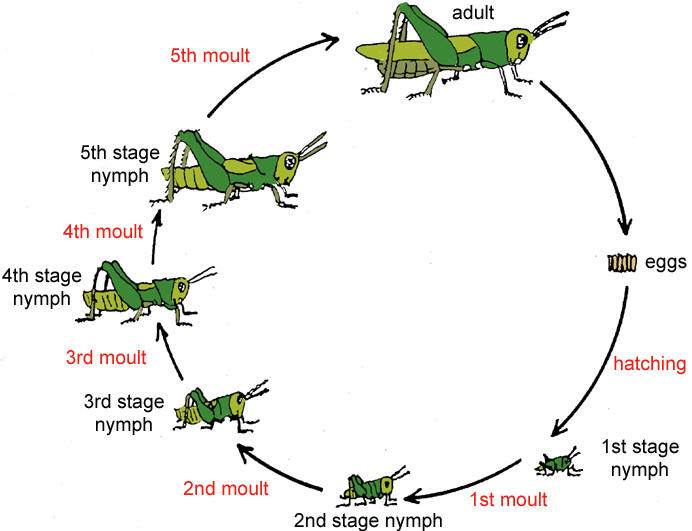 adult
eggs
hatching
1st stage
nymph
1st moult
2nd stage nymph
2nd moult
3rd stage
nymph
3rd moult
4th stage
nymph
4th moult
5th stage
nymph
5th moult